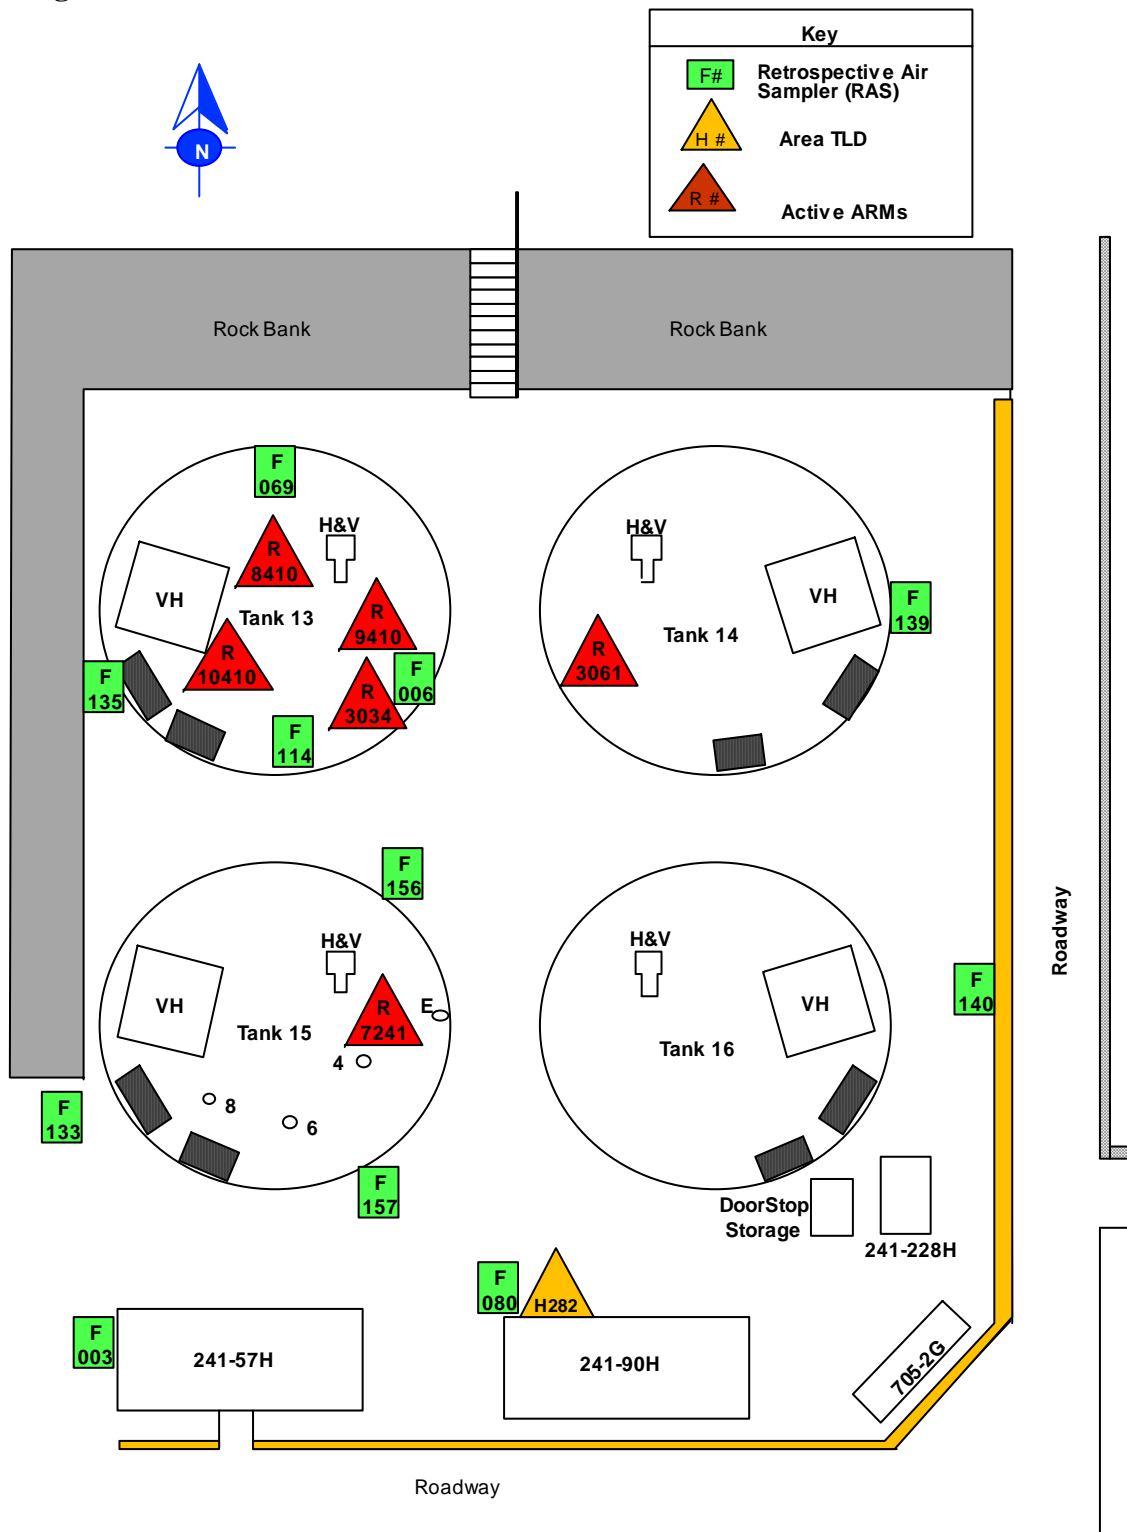 Key
F#
Retrospective Air
Sampler (RAS)
H #
Area TLD
R #
Active ARMs
N
Rock Bank
Rock Bank
F
069
H&V
R
8410
VH
Tank 13
R
9410
R
10410
F
135
F
006
R
3034
F
114
H&V
VH
Tank 14
F
139
R
3061
F
156
H&V
VH
R
7241
E
Tank 15
4
8
6
F
133
F
157
H&V
VH
Tank 16
F
140
Roadway
DoorStop
Storage
241-228H
F
080
H282
F
003
241-57H
241-90H
705-2G
Roadway